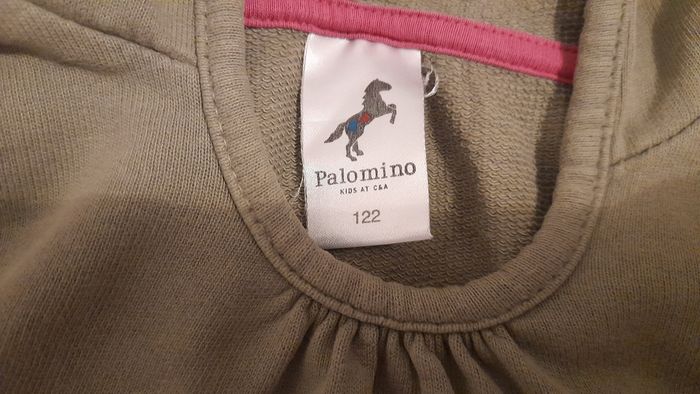 Palomino
KIDS AT C&A
122